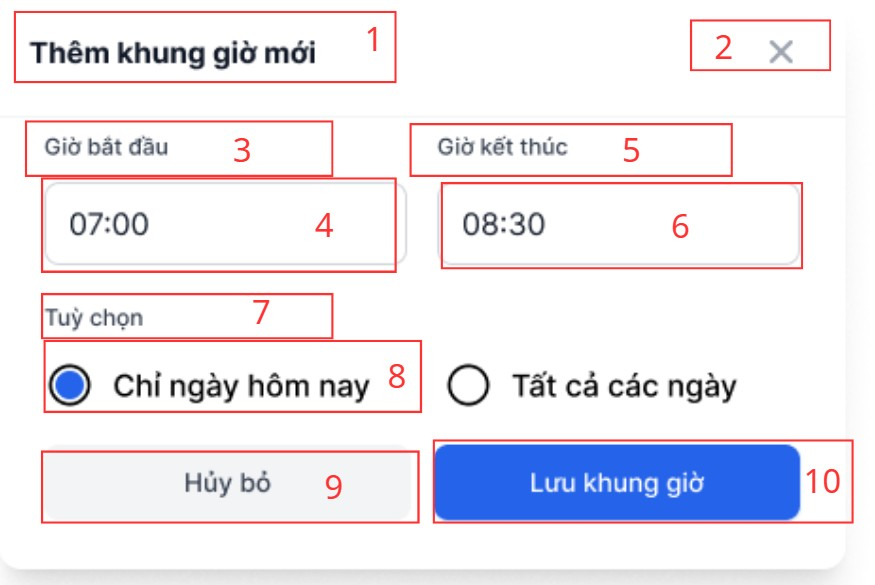 Thêm khung giờ mới 1
2
Giờ bắt đầu 3
Giờ kết thúc 5
07:00 4
08:30 6
Tuỳ chọn 7
Chỉ ngày hôm nay 8
Tất cả các ngày
Hủy bỏ 9
Lưu khung giờ 10